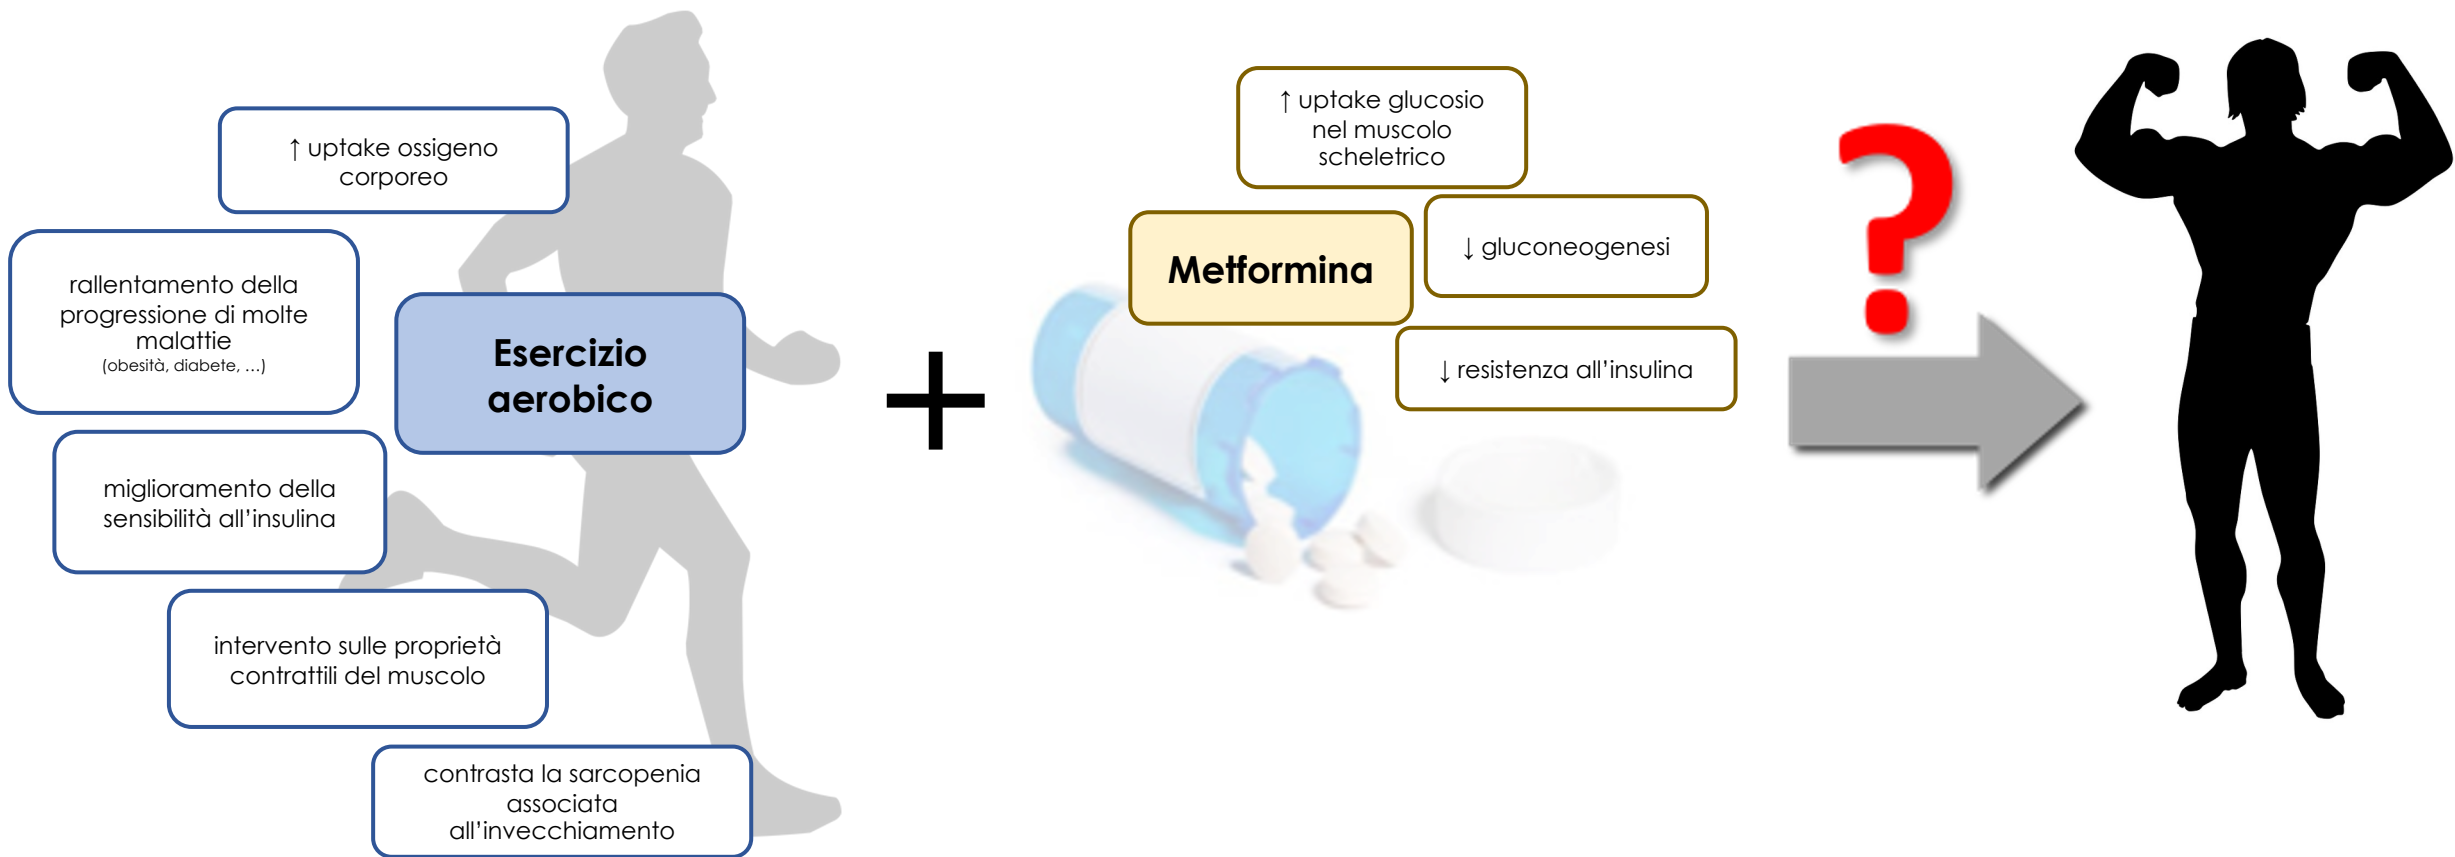 ↑ uptake ossigeno
corporeo
rallentamento della
progressione di molte
malattie
(obesità, diabete, ...)
Esercizio
aerobico
miglioramento della
sensibilità all'insulina
intervento sulle proprietà
contrattili del muscolo
contrasta la sarcopenia
associata
all'invecchiamento
+
↑ uptake glucosio
nel muscolo
scheletrico
Metformina
↓ gluconeogenesi
↓ resistenza all'insulina
?